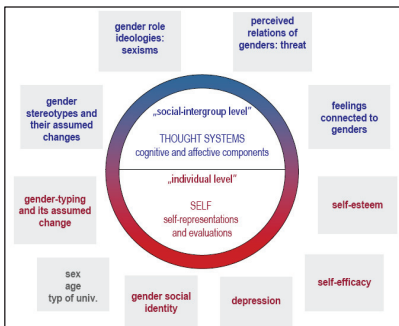 gender role
ideologies:
sexisms
perceived
relations of
genders: threat
gender
stereotypes and
their assumed
changes
„social-intergroup level”
THOUGHT SYSTEMS
cognitive and affective components
feelings
connected to
genders
„individual level”
SELF
self-representations
and evaluations
gender-typing
and its assumed
change
self-esteem
sex
age
typ of univ.
gender social
identity
depression
self-efficacy